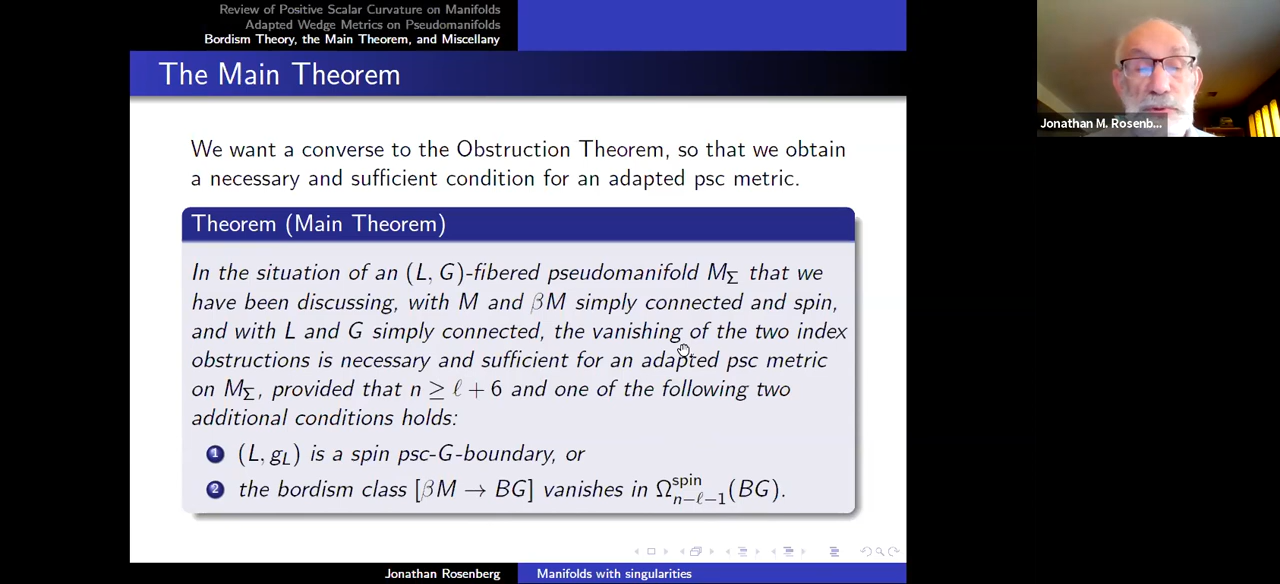 Review of Positive Scalar Curvature on Manifolds
Adapted Wedge Metrics on Pseudomanifolds
Bordism Theory, the Main Theorem, and Miscellany
The Main Theorem
We want a converse to the Obstruction Theorem, so that we obtain
a necessary and sufficient condition for an adapted psc metric.
Theorem (Main Theorem)
In the situation of an (L, G)-fibered pseudomanifold M_Σ that we
have been discussing, with M and βM simply connected and spin,
and with L and G simply connected, the vanishing of the two index
obstructions is necessary and sufficient for an adapted psc metric
on M_Σ, provided that n ≥ ℓ + 6 and one of the following two
additional conditions holds:
1 (L, g_L) is a spin psc-G-boundary, or
2 the bordism class [βM → BG] vanishes in Ω^spin_{n−ℓ−1}(BG).
Jonathan Rosenberg
Manifolds with singularities
Jonathan M. Rosenb...